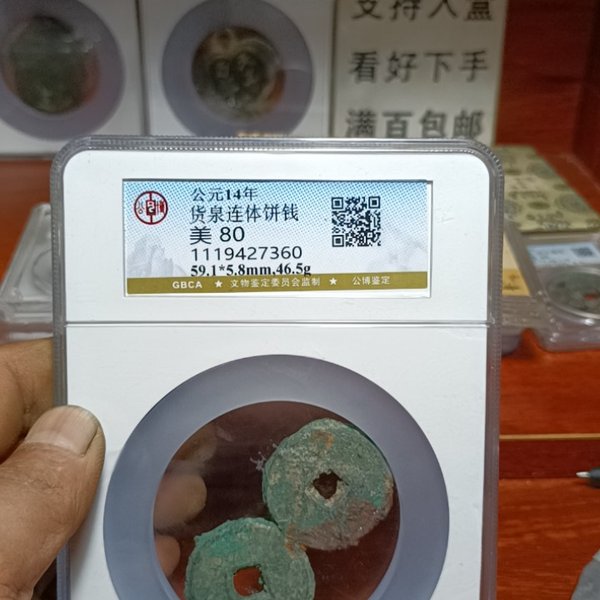 支持入盒
看好下手
满百包邮
公元14年
货泉连体饼钱
美 80
1119427360
59.1*5.8mm,46.5g
GBCA ★ 文物鉴定委员会监制 ★ 公博鉴定